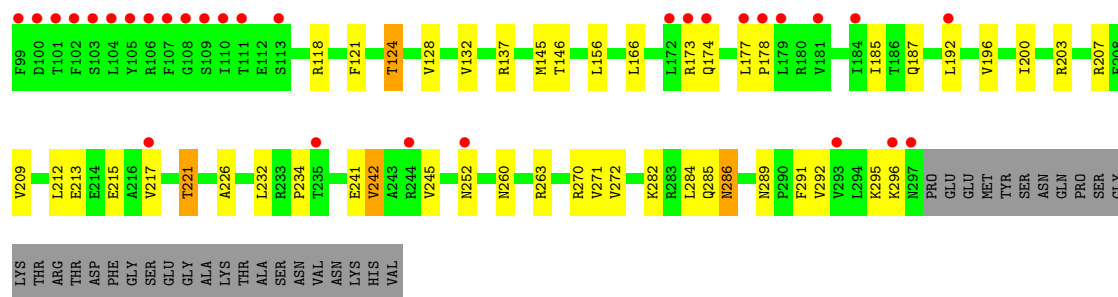 F99 D100 T101 F102 S103 L104 Y105 R106 F107 G108 S109 I110 T111 E112 S113 R118 F121 T124 V128 V132 R137 M145 T146 L156 L166 L172 R173 Q174 L177 P178 L179 R180 V181 I184 I185 T186 Q187 L192 V196 I200 R203 R207 E208
V209 L212 E213 E214 E215 A216 V217 T221 A226 L232 R233 P234 T235 E241 V242 A243 R244 V245 N252 N260 R263 R270 V271 V272 K282 R283 L284 Q285 N286 N289 P290 F291 V292 V293 L294 K295 K296 N297 PRO GLU GLU MET TYR SER ASN GLN PRO SER GLY
LYS THR ARG THR ASP PHE GLY SER GLU GLY ALA LYS THR ALA SER ASN VAL ASN LYS HIS VAL